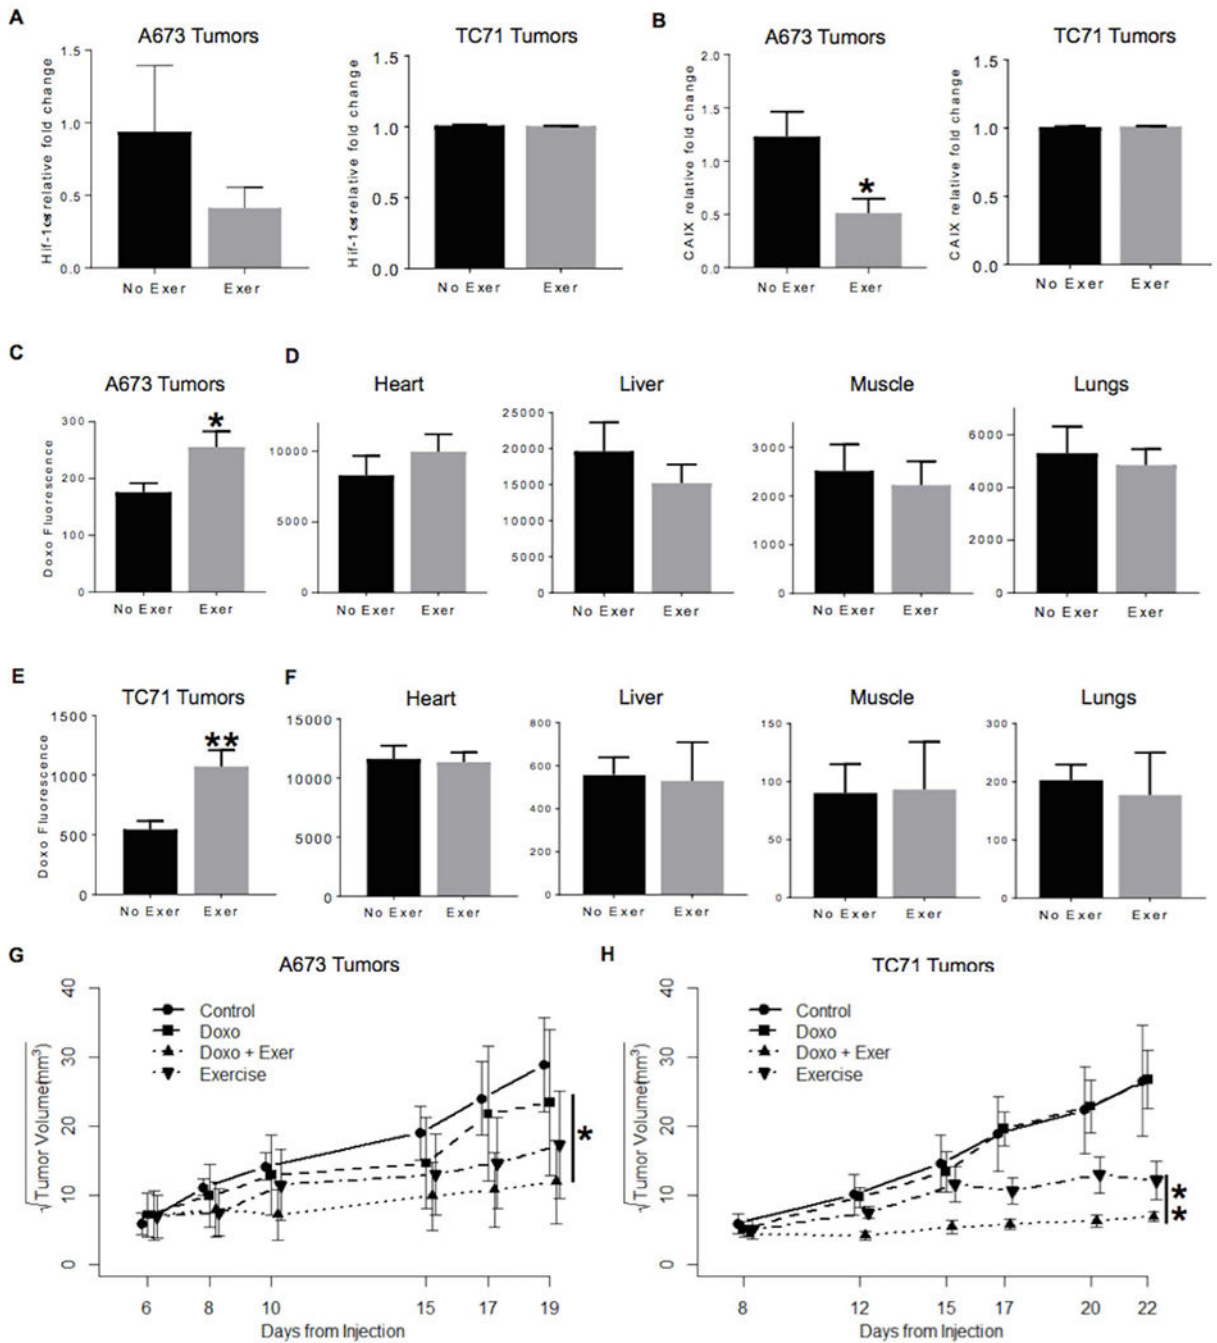 A
B
A673 Tumors
TC71 Tumors
A673 Tumors
TC71 Tumors
Hif-1α relative fold change
1.5
1.0
0.5
0.0
No Exer Exer
Hif-1α relative fold change
1.5
1.0
0.5
0.0
No Exer Exer
CAIX relative fold change
2.0
1.5
1.0
0.5
0.0
*
No Exer Exer
CAIX relative fold change
1.5
1.0
0.5
0.0
No Exer Exer
C
D
A673 Tumors
Heart
Liver
Muscle
Lungs
Doxo Fluorescence
300
200
100
0
*
No Exer Exer
10000
5000
0
No Exer Exer
25000
20000
15000
10000
5000
0
No Exer Exer
3000
2000
1000
0
No Exer Exer
6000
4000
2000
0
No Exer Exer
E
F
TC71 Tumors
Heart
Liver
Muscle
Lungs
Doxo Fluorescence
1500
1000
500
0
**
No Exer Exer
15000
10000
5000
0
No Exer Exer
800
600
400
200
0
No Exer Exer
150
100
50
0
No Exer Exer
300
200
100
0
No Exer Exer
G
A673 Tumors
√Tumor Volume(mm³)
40
30
20
10
0
Control
Doxo
Doxo + Exer
Exercise
*
6 8 10 15 17 19
Days from Injection
H
TC71 Tumors
√Tumor Volume(mm³)
40
30
20
10
0
Control
Doxo
Doxo + Exer
Exercise
**
8 12 15 17 20 22
Days from Injection